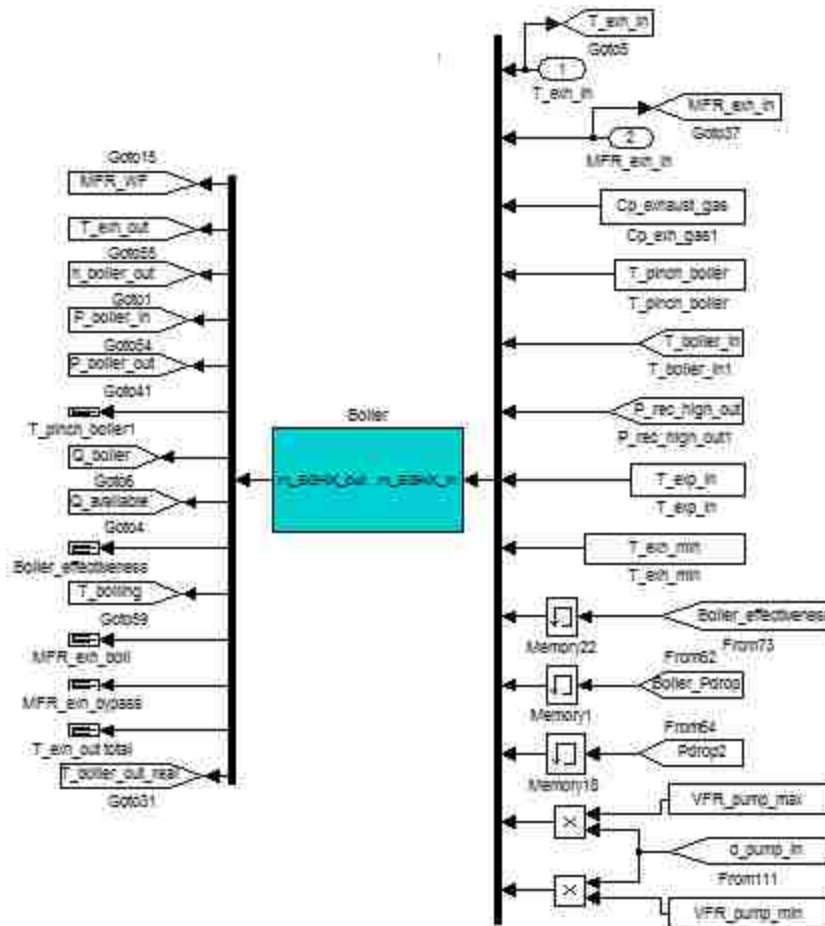 T_exh_in
Goto5
1
T_exh_in
MFR_exh_in
Goto37
2
MFR_exh_in
Cp_exhaust_gas
Cp_exh_gas1
T_pinch_boiler
T_pinch_boiler
T_boiler_in
T_boiler_in1
P_rec_high_out
P_rec_high_out1
T_exp_in
T_exp_in
T_exh_min
T_exh_min
Boiler_effectiveness
From73
Memory22
From62
Boiler_Pdrop
Memory1
From64
Pdrop2
Memory18
VFR_pump_max
×
d_pump_in
From111
×
VFR_pump_min
Boiler
Goto15
MFR_WF
T_exh_out
Goto55
h_boiler_out
Goto1
P_boiler_in
Goto54
P_boiler_out
Goto41
T_pinch_boiler1
Q_boiler
Goto6
Q_available
Goto4
Boiler_effectiveness
T_boiling
Goto59
MFR_exh_boil
MFR_exh_bypass
T_exh_out total
T_boiler_out_real
Goto31